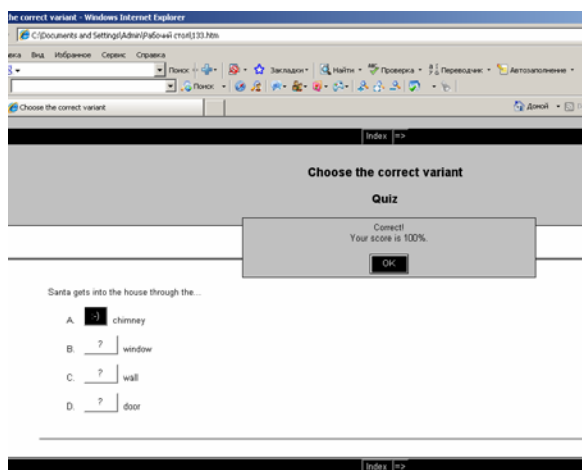 he correct variant - Windows Internet Explorer
C:\Documents and Settings\Admin\Рабочий стол\133.htm
вка Вид Избранное Сервис Справка
Поиск Закладки Найти Проверка Переводчик Автозаполнение
Поиск
Choose the correct variant Домой
Index =>
Choose the correct variant
Quiz
Correct!
Your score is 100%.
OK
Santa gets into the house through the...
A. :-) chimney
B. ? window
C. ? wall
D. ? door
Index =>